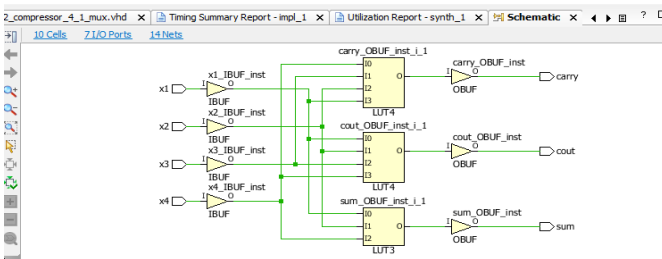 2_compressor_4_1_mux.vhd × Timing Summary Report - impl_1 × Utilization Report - synth_1 × Schematic × ?
10 Cells 7 I/O Ports 14 Nets
carry_OBUF_inst_i_1
I0
I1
I2
I3
O
LUT4
carry_OBUF_inst
I O
OBUF
carry
x1
x1_IBUF_inst
I O
IBUF
x2
x2_IBUF_inst
I O
IBUF
cout_OBUF_inst_i_1
I0
I1
I2
I3
O
LUT4
cout_OBUF_inst
I O
OBUF
cout
x3
x3_IBUF_inst
I O
IBUF
x4
x4_IBUF_inst
I O
IBUF
sum_OBUF_inst_i_1
I0
I1
I2
O
LUT3
sum_OBUF_inst
I O
OBUF
sum